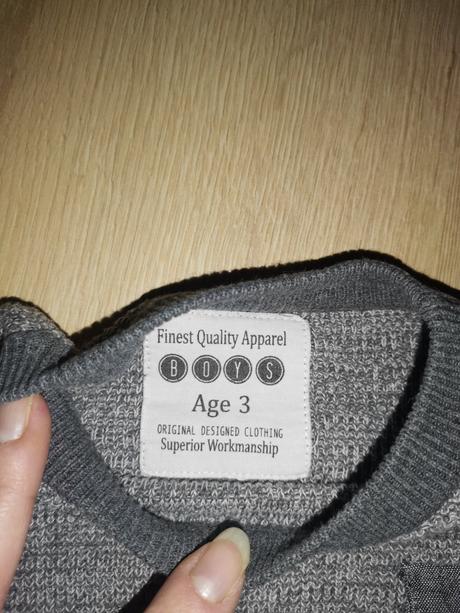 Finest Quality Apparel
BOYS
Age 3
ORIGINAL DESIGNED CLOTHING
Superior Workmanship